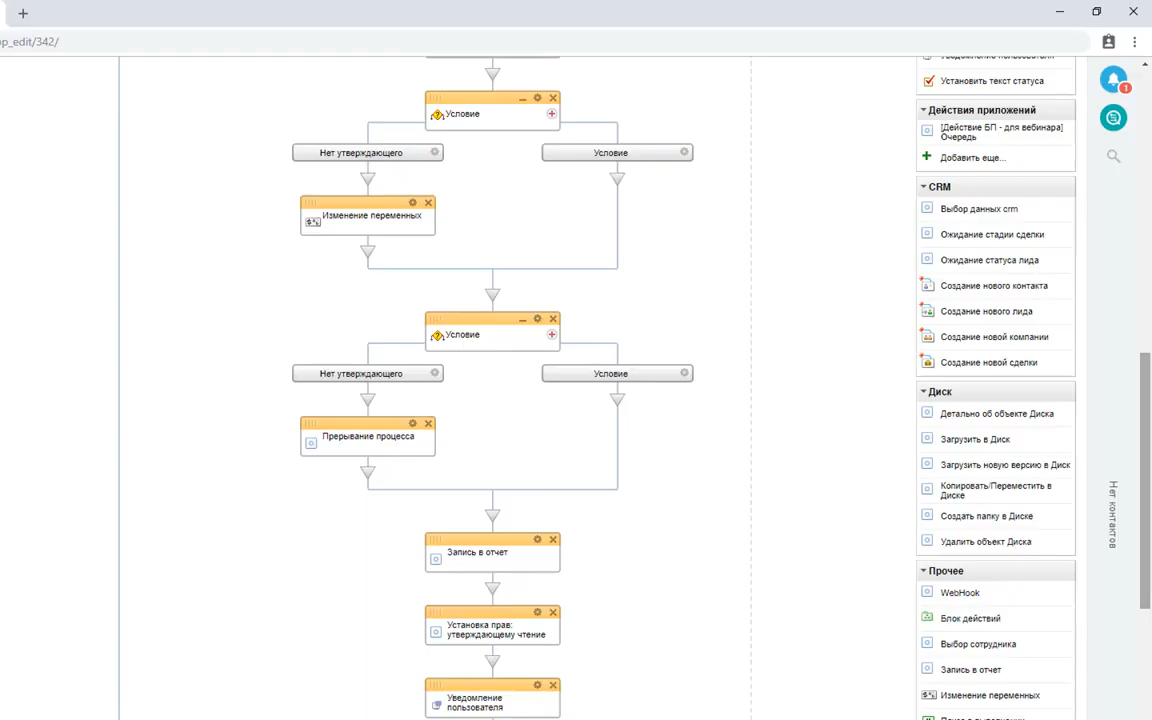 op_edit/342/
Условие
Нет утверждающего
Условие
Изменение переменных
Условие
Нет утверждающего
Условие
Прерывание процесса
Запись в отчет
Установка прав:
утверждающему чтение
Уведомление
пользователя
Установить текст статуса
Действия приложений
[Действие БП - для вебинара]
Очередь
Добавить еще...
CRM
Выбор данных crm
Ожидание стадии сделки
Ожидание статуса лида
Создание нового контакта
Создание нового лида
Создание новой компании
Создание новой сделки
Диск
Детально об объекте Диска
Загрузить в Диск
Загрузить новую версию в Диск
Копировать/Переместить в
Диске
Создать папку в Диске
Удалить объект Диска
Прочее
WebHook
Блок действий
Выбор сотрудника
Запись в отчет
Изменение переменных
1
Нет контактов